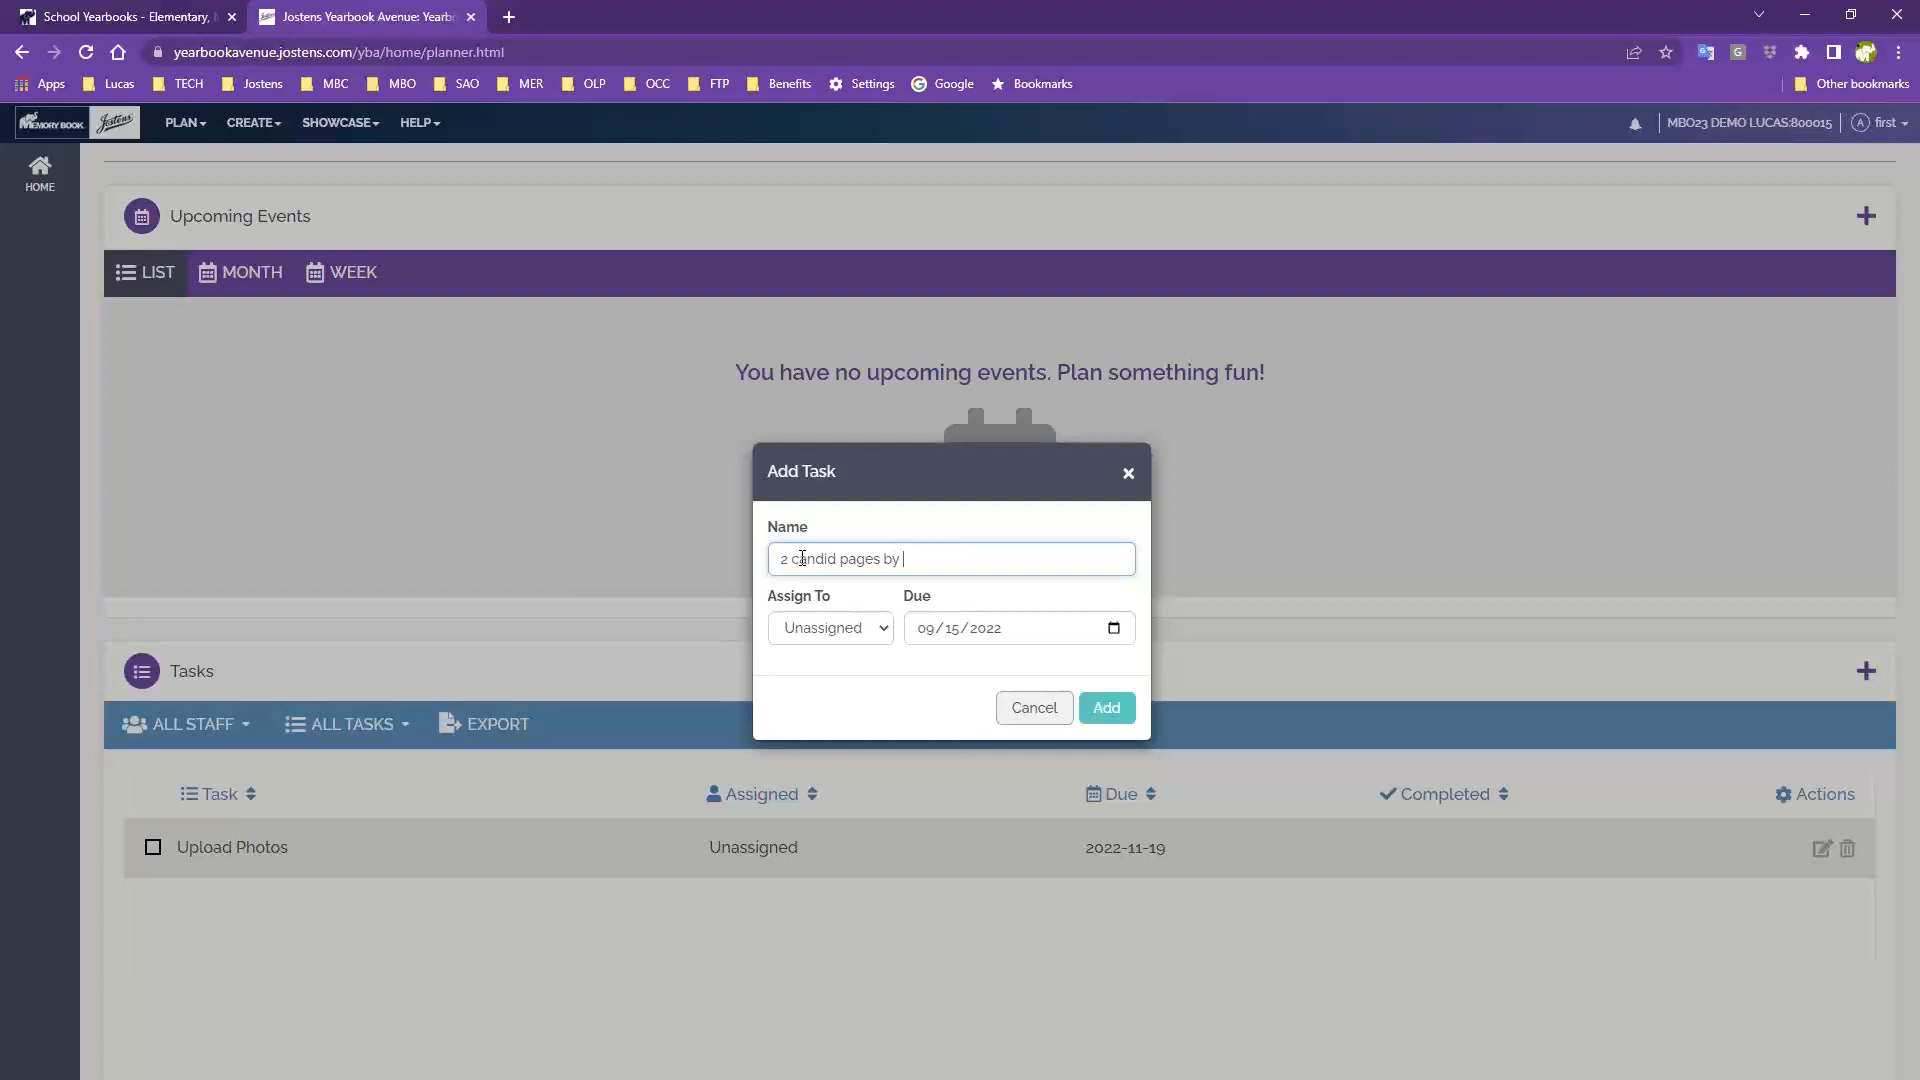 School Yearbooks - Elementary,
Jostens Yearbook Avenue: Yearb
yearbookavenue.jostens.com/yba/home/planner.html
Apps Lucas TECH Jostens MBC MBO SAO MER OLP OCC FTP Benefits Settings Google Bookmarks Other bookmarks
MEMORY BOOK Jostens PLAN CREATE SHOWCASE HELP MBO23 DEMO LUCAS:800015 A first
HOME
Upcoming Events
LIST MONTH WEEK
You have no upcoming events. Plan something fun!
Add Task
Name
2 candid pages by
Assign To Due
Unassigned 09/15/2022
Cancel Add
Tasks
ALL STAFF ALL TASKS EXPORT
Task Assigned Due Completed Actions
Upload Photos Unassigned 2022-11-19